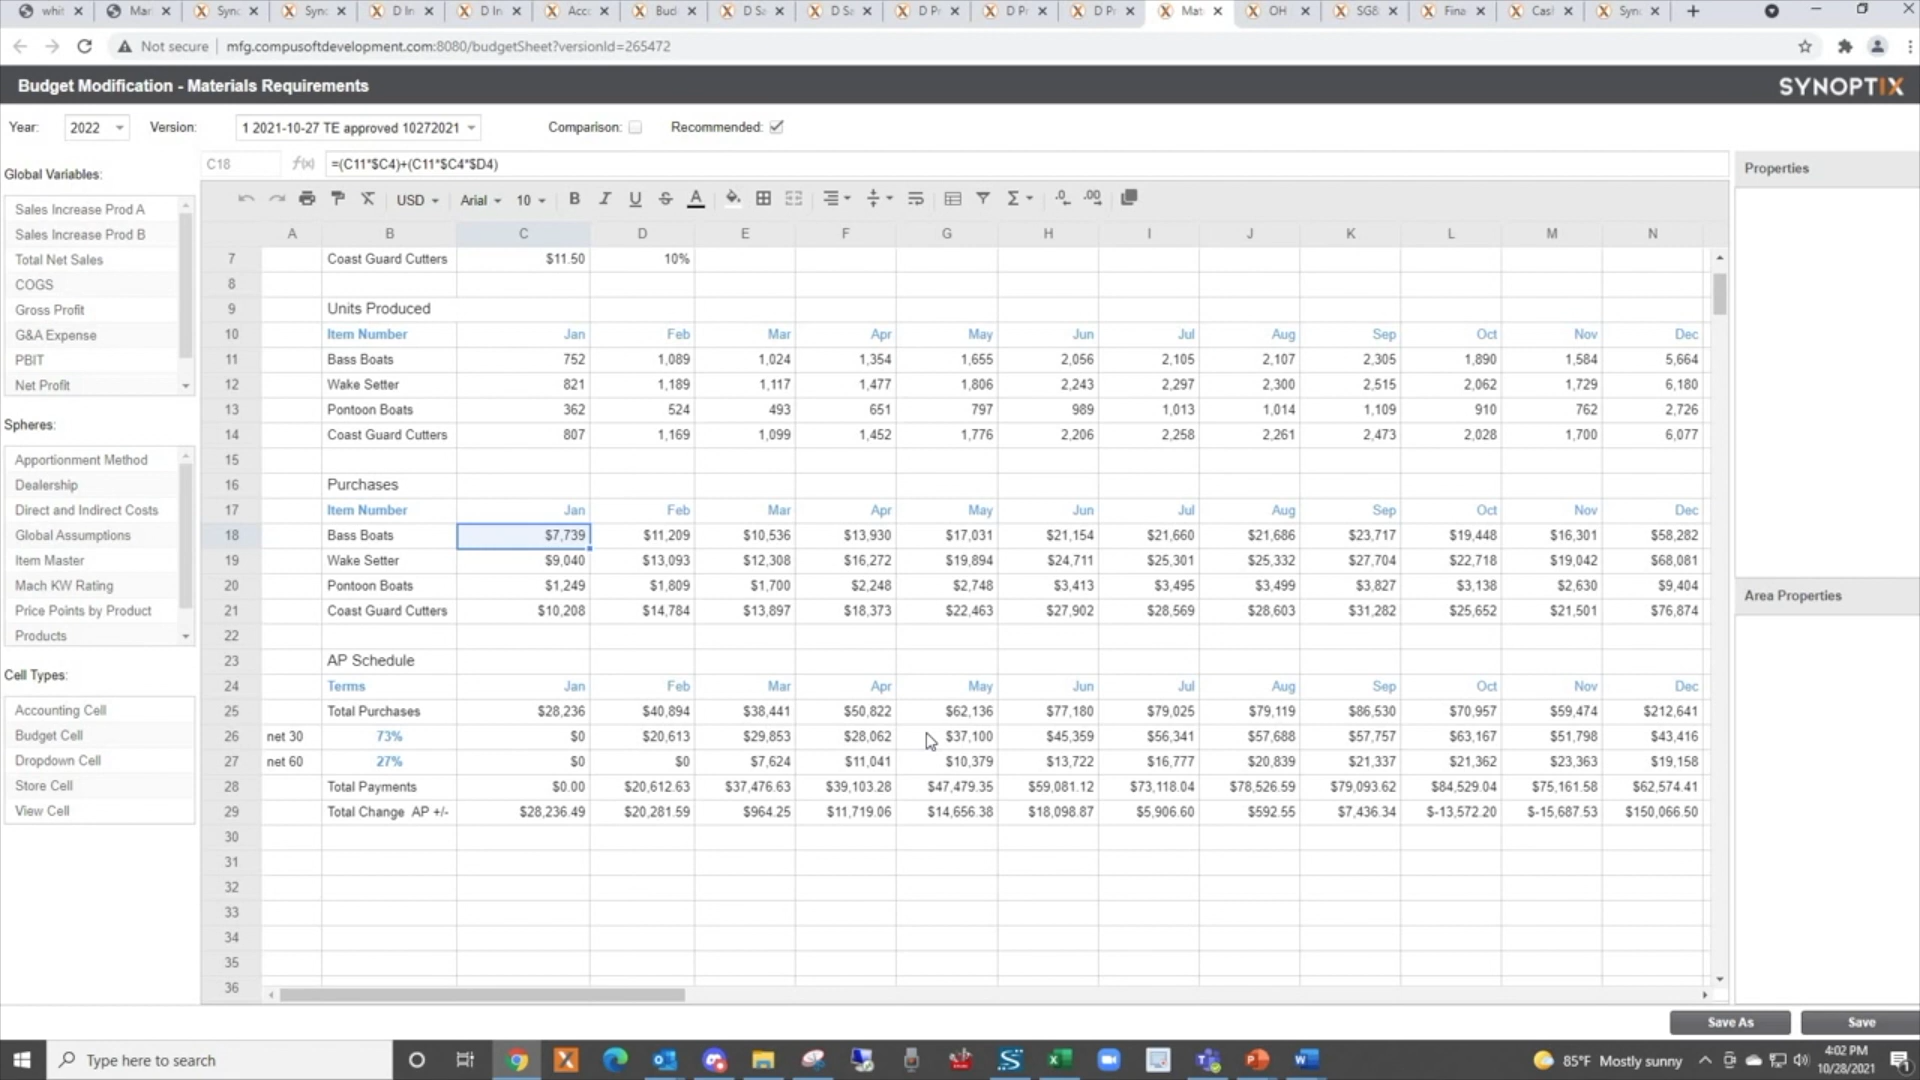 whit Mar Sync Sync D In D In Acc Bud D Sa D Sa D Pr D Pr D Pr Mat OH SG& Fina Casl Sync
Not secure mfg.compusoftdevelopment.com:8080/budgetSheet?versionId=265472
Budget Modification - Materials Requirements SYNOPTIX
Year: 2022 Version: 1 2021-10-27 TE approved 10272021 Comparison: Recommended:
C18 f(x) =(C11*$C4)+(C11*$C4*$D4)
Properties
Global Variables:
USD Arial 10 B I U S A Σ .0 .00
Sales Increase Prod A
Sales Increase Prod B
Total Net Sales
COGS
Gross Profit
G&A Expense
PBIT
Net Profit
Spheres:
Apportionment Method
Dealership
Direct and Indirect Costs
Global Assumptions
Item Master
Mach KW Rating
Price Points by Product
Products
Cell Types:
Accounting Cell
Budget Cell
Dropdown Cell
Store Cell
View Cell
A B C D E F G H I J K L M N
7 Coast Guard Cutters $11.50 10%
8
9 Units Produced
10 Item Number Jan Feb Mar Apr May Jun Jul Aug Sep Oct Nov Dec
11 Bass Boats 752 1,089 1,024 1,354 1,655 2,056 2,105 2,107 2,305 1,890 1,584 5,664
12 Wake Setter 821 1,189 1,117 1,477 1,806 2,243 2,297 2,300 2,515 2,062 1,729 6,180
13 Pontoon Boats 362 524 493 651 797 989 1,013 1,014 1,109 910 762 2,726
14 Coast Guard Cutters 807 1,169 1,099 1,452 1,776 2,206 2,258 2,261 2,473 2,028 1,700 6,077
15
16 Purchases
17 Item Number Jan Feb Mar Apr May Jun Jul Aug Sep Oct Nov Dec
18 Bass Boats $7,739 $11,209 $10,536 $13,930 $17,031 $21,154 $21,660 $21,686 $23,717 $19,448 $16,301 $58,282
19 Wake Setter $9,040 $13,093 $12,308 $16,272 $19,894 $24,711 $25,301 $25,332 $27,704 $22,718 $19,042 $68,081
20 Pontoon Boats $1,249 $1,809 $1,700 $2,248 $2,748 $3,413 $3,495 $3,499 $3,827 $3,138 $2,630 $9,404
21 Coast Guard Cutters $10,208 $14,784 $13,897 $18,373 $22,463 $27,902 $28,569 $28,603 $31,282 $25,652 $21,501 $76,874
22
23 AP Schedule
24 Terms Jan Feb Mar Apr May Jun Jul Aug Sep Oct Nov Dec
25 Total Purchases $28,236 $40,894 $38,441 $50,822 $62,136 $77,180 $79,025 $79,119 $86,530 $70,957 $59,474 $212,641
26 net 30 73% $0 $20,613 $29,853 $28,062 $37,100 $45,359 $56,341 $57,688 $57,757 $63,167 $51,798 $43,416
27 net 60 27% $0 $0 $7,624 $11,041 $10,379 $13,722 $16,777 $20,839 $21,337 $21,362 $23,363 $19,158
28 Total Payments $0.00 $20,612.63 $37,476.63 $39,103.28 $47,479.35 $59,081.12 $73,118.04 $78,526.59 $79,093.62 $84,529.04 $75,161.58 $62,574.41
29 Total Change AP +/- $28,236.49 $20,281.59 $964.25 $11,719.06 $14,656.38 $18,098.87 $5,906.60 $592.55 $7,436.34 $-13,572.20 $-15,687.53 $150,066.50
30
31
32
33
34
35
36
Area Properties
Save As Save
Type here to search 85°F Mostly sunny 4:02 PM
10/28/2021